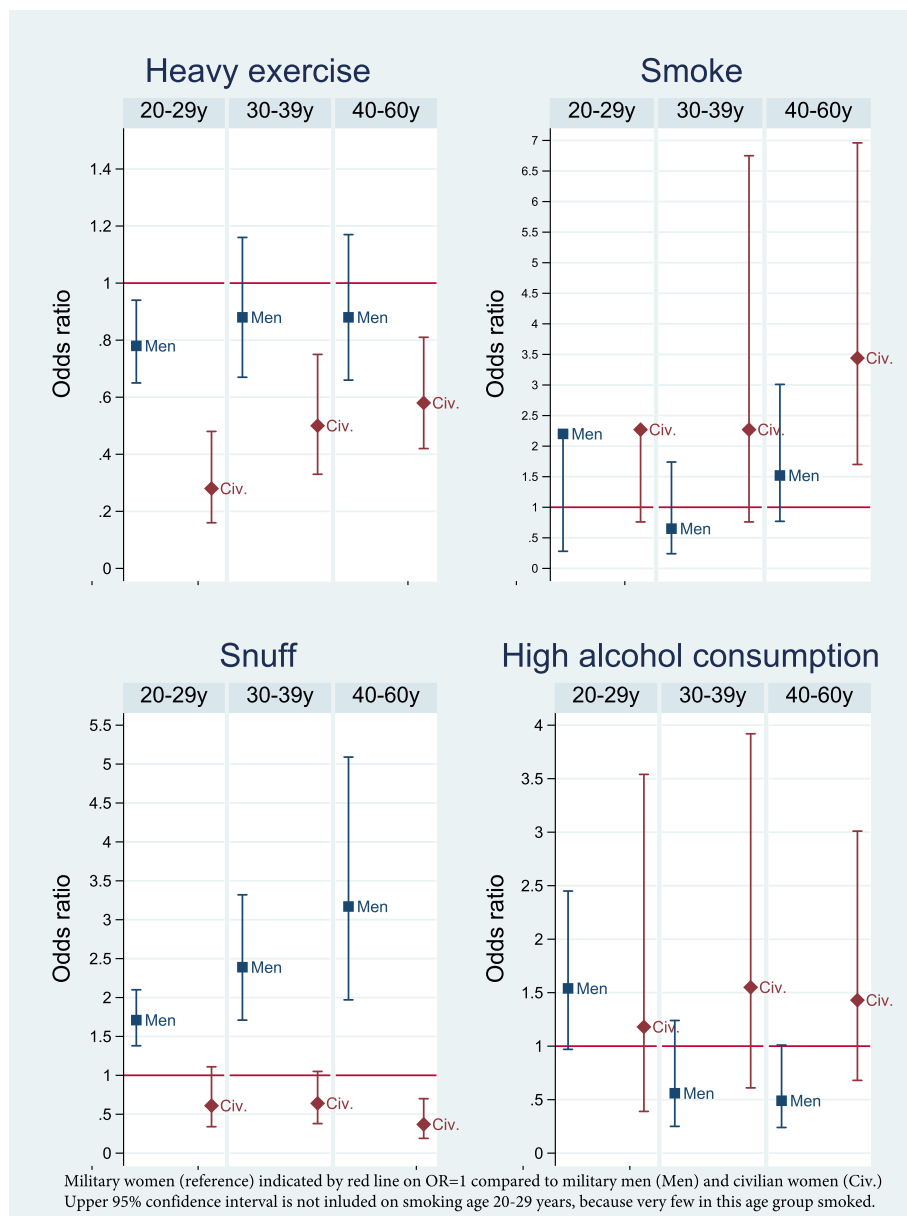 Heavy exercise
20-29y 30-39y 40-60y
1.4
1.2
1
.8
.6
.4
.2
0
Odds ratio
Men
Civ.
Men
Civ.
Men
Civ.
Smoke
20-29y 30-39y 40-60y
7
6.5
6
5.5
5
4.5
4
3.5
3
2.5
2
1.5
1
.5
0
Odds ratio
Men
Civ.
Men
Civ.
Men
Civ.
Snuff
20-29y 30-39y 40-60y
5.5
5
4.5
4
3.5
3
2.5
2
1.5
1
.5
0
Odds ratio
Men
Civ.
Men
Civ.
Men
Civ.
High alcohol consumption
20-29y 30-39y 40-60y
4
3.5
3
2.5
2
1.5
1
.5
0
Odds ratio
Men
Civ.
Men
Civ.
Men
Civ.
Military women (reference) indicated by red line on OR=1 compared to military men (Men) and civilian women (Civ.)
Upper 95% confidence interval is not inluded on smoking age 20-29 years, because very few in this age group smoked.